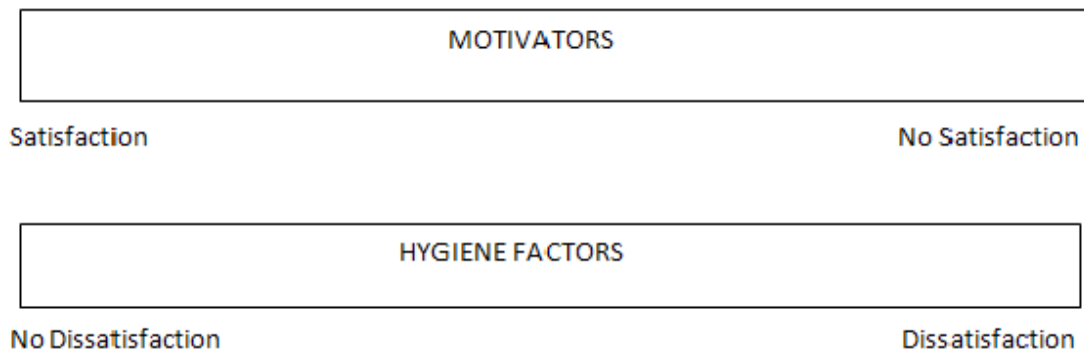 MOTIVATORS
Satisfaction No Satisfaction
HYGIENE FACTORS
No Dissatisfaction Dissatisfaction